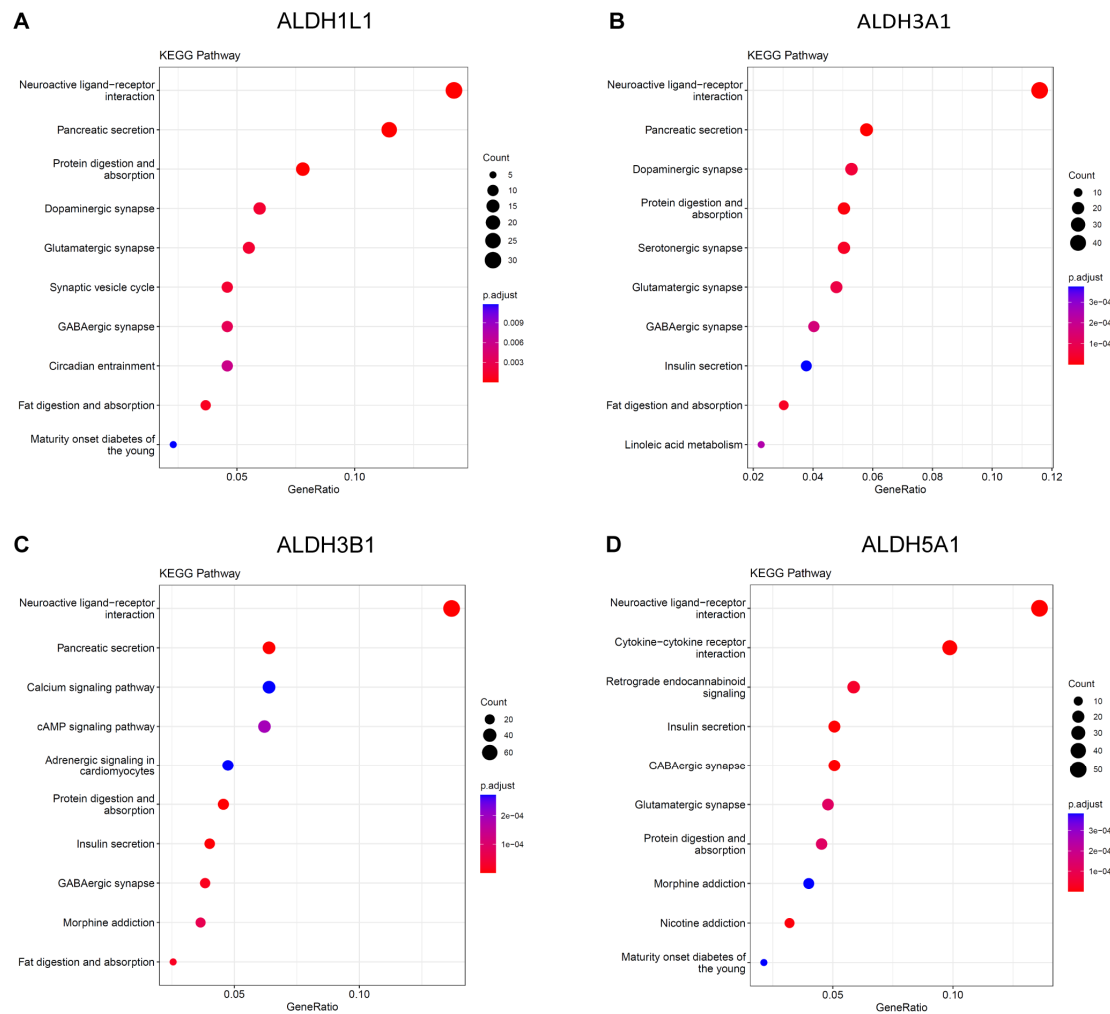 A
ALDH1L1
KEGG Pathway
Neuroactive ligand−receptor
interaction
Pancreatic secretion
Protein digestion and
absorption
Dopaminergic synapse
Glutamatergic synapse
Synaptic vesicle cycle
GABAergic synapse
Circadian entrainment
Fat digestion and absorption
Maturity onset diabetes of
the young
0.05
0.10
GeneRatio
Count
5
10
15
20
25
30
p.adjust
0.009
0.006
0.003
B
ALDH3A1
KEGG Pathway
Neuroactive ligand−receptor
interaction
Pancreatic secretion
Dopaminergic synapse
Protein digestion and
absorption
Serotonergic synapse
Glutamatergic synapse
GABAergic synapse
Insulin secretion
Fat digestion and absorption
Linoleic acid metabolism
0.02
0.04
0.06
0.08
0.10
0.12
GeneRatio
Count
10
20
30
40
p.adjust
3e−04
2e−04
1e−04
C
ALDH3B1
KEGG Pathway
Neuroactive ligand−receptor
interaction
Pancreatic secretion
Calcium signaling pathway
cAMP signaling pathway
Adrenergic signaling in
cardiomyocytes
Protein digestion and
absorption
Insulin secretion
GABAergic synapse
Morphine addiction
Fat digestion and absorption
0.05
0.10
GeneRatio
Count
20
40
60
p.adjust
2e−04
1e−04
D
ALDH5A1
KEGG Pathway
Neuroactive ligand−receptor
interaction
Cytokine−cytokine receptor
interaction
Retrograde endocannabinoid
signaling
Insulin secretion
GABAergic synapse
Glutamatergic synapse
Protein digestion and
absorption
Morphine addiction
Nicotine addiction
Maturity onset diabetes of
the young
0.05
0.10
GeneRatio
Count
10
20
30
40
50
p.adjust
3e−04
2e−04
1e−04